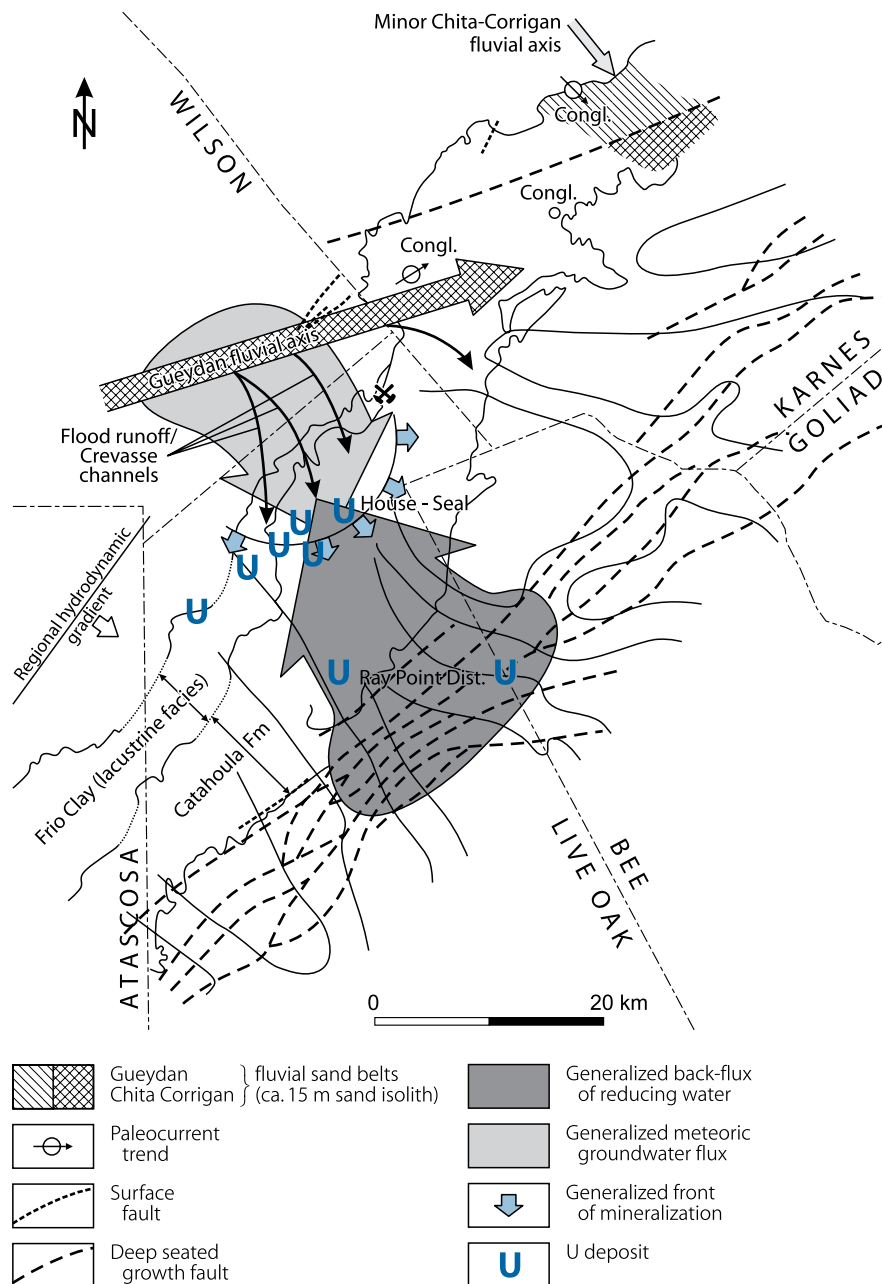 Minor Chita-Corrigan
fluvial axis
N
WILSON
Congl.
Congl.
Congl.
Gueydan fluvial axis
KARNES
GOLIAD
Flood runoff/
Crevasse
channels
U
House - Seal
U
U
U
U
U
Regional hydrodynamic
gradient
U
Ray Point Dist.
U
Frio Clay (lacustrine facies)
Catahoula Fm
ATASCOSA
BEE
LIVE OAK
0
20 km
Gueydan
Chita Corrigan
fluvial sand belts
(ca. 15 m sand isolith)
Paleocurrent
trend
Surface
fault
Deep seated
growth fault
Generalized back-flux
of reducing water
Generalized meteoric
groundwater flux
Generalized front
of mineralization
U
U deposit